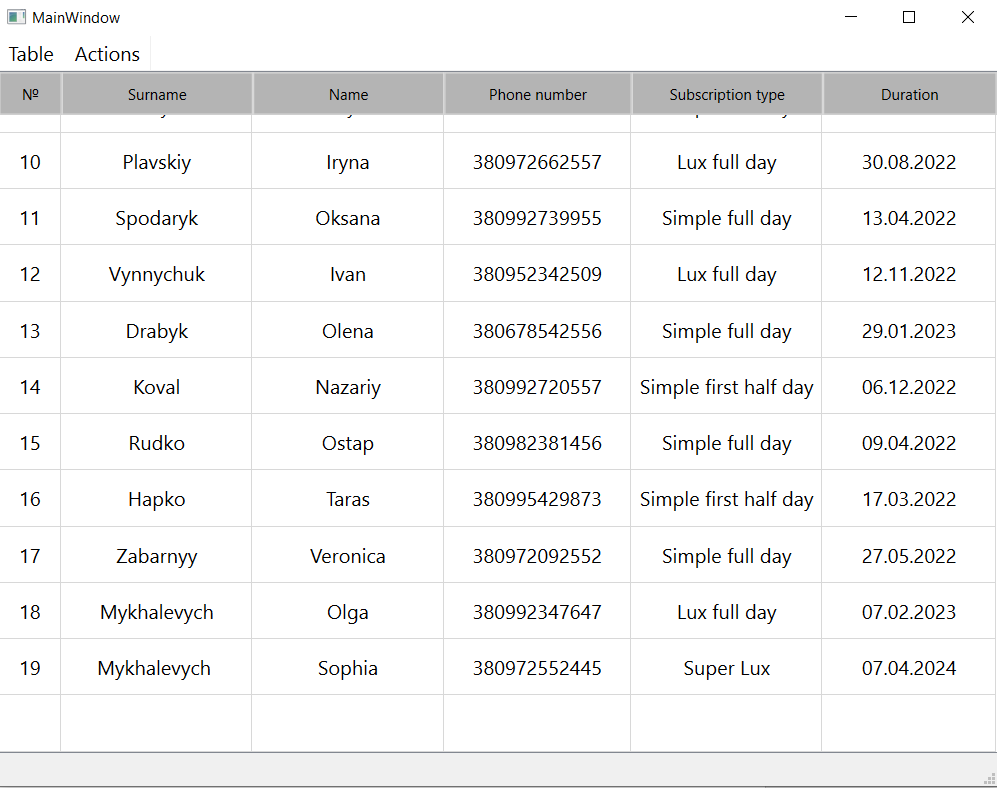 MainWindow
Table Actions
№ Surname Name Phone number Subscription type Duration
10 Plavskiy Iryna 380972662557 Lux full day 30.08.2022
11 Spodaryk Oksana 380992739955 Simple full day 13.04.2022
12 Vynnychuk Ivan 380952342509 Lux full day 12.11.2022
13 Drabyk Olena 380678542556 Simple full day 29.01.2023
14 Koval Nazariy 380992720557 Simple first half day 06.12.2022
15 Rudko Ostap 380982381456 Simple full day 09.04.2022
16 Hapko Taras 380995429873 Simple first half day 17.03.2022
17 Zabarnyy Veronica 380972092552 Simple full day 27.05.2022
18 Mykhalevych Olga 380992347647 Lux full day 07.02.2023
19 Mykhalevych Sophia 380972552445 Super Lux 07.04.2024